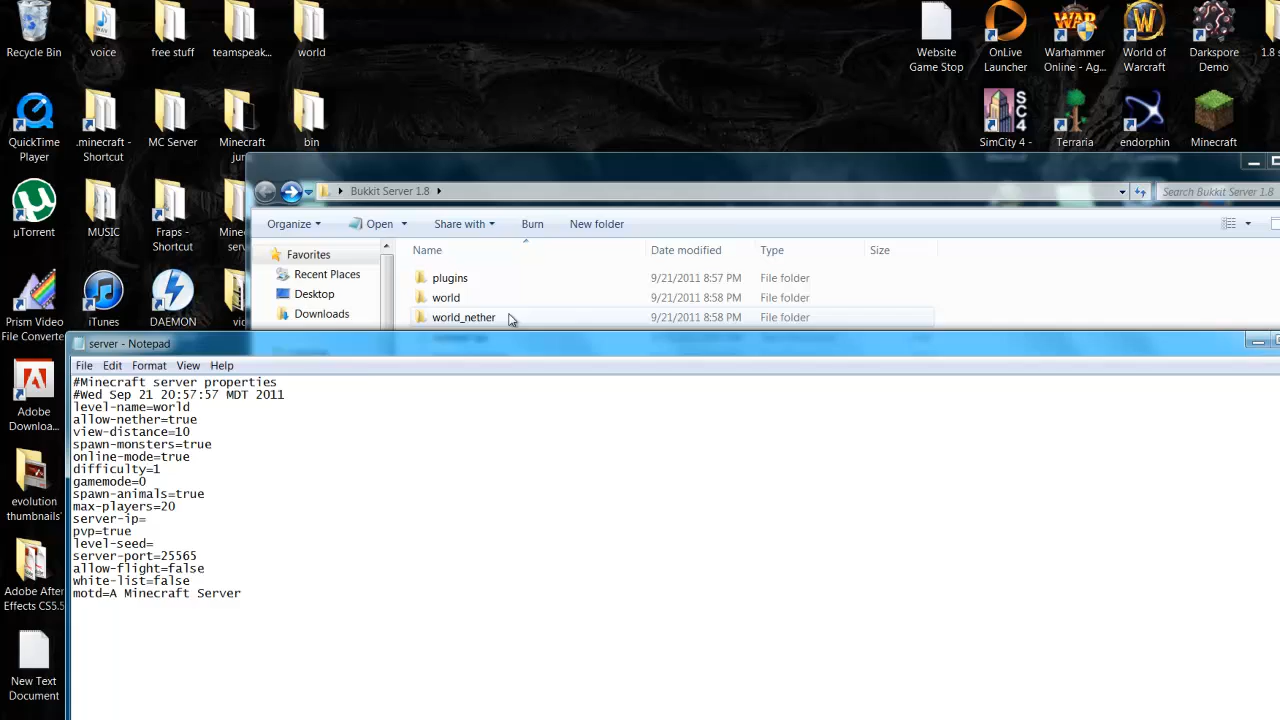 Recycle Bin
voice
free stuff
teamspeak...
world
Website
Game Stop
OnLive
Launcher
Warhammer
Online - Ag...
World of
Warcraft
Darkspore
Demo
1.8 s
QuickTime
Player
.minecraft -
Shortcut
MC Server
Minecraft
jun
bin
SC4
SimCity 4 -
Terraria
endorphin
Minecraft
Bukkit Server 1.8
Search Bukkit Server 1.8
Organize
Open
Share with
Burn
New folder
µTorrent
MUSIC
Fraps -
Shortcut
Mine
serv
Name
Date modified
Type
Size
Favorites
Recent Places
Desktop
Downloads
plugins
9/21/2011 8:57 PM
File folder
world
9/21/2011 8:58 PM
File folder
world_nether
9/21/2011 8:58 PM
File folder
Prism Video
File Converter
iTunes
DAEMON
vic
server - Notepad
File
Edit
Format
View
Help
#Minecraft server properties
#Wed Sep 21 20:57:57 MDT 2011
level-name=world
allow-nether=true
view-distance=10
spawn-monsters=true
online-mode=true
difficulty=1
gamemode=0
spawn-animals=true
max-players=20
server-ip=
pvp=true
level-seed=
server-port=25565
allow-flight=false
white-list=false
motd=A Minecraft Server
Adobe
Downloa...
evolution
thumbnails'
Adobe After
Effects CS5.5
New Text
Document